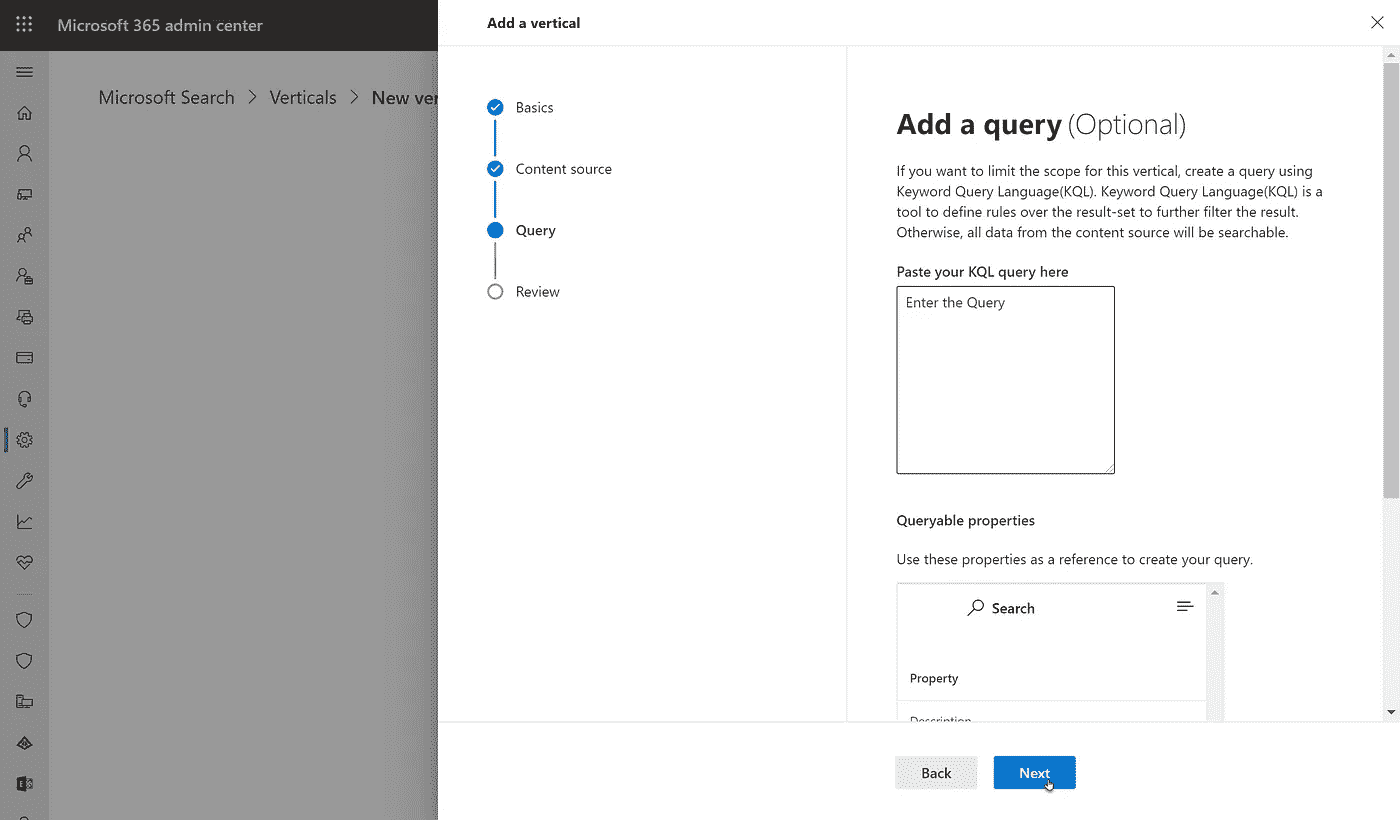 Microsoft 365 admin center
Add a vertical
Microsoft Search > Verticals > New ver
Basics
Content source
Query
Review
Add a query (Optional)
If you want to limit the scope for this vertical, create a query using
Keyword Query Language(KQL). Keyword Query Language(KQL) is a
tool to define rules over the result-set to further filter the result.
Otherwise, all data from the content source will be searchable.
Paste your KQL query here
Enter the Query
Queryable properties
Use these properties as a reference to create your query.
Search
Property
Description
Back
Next